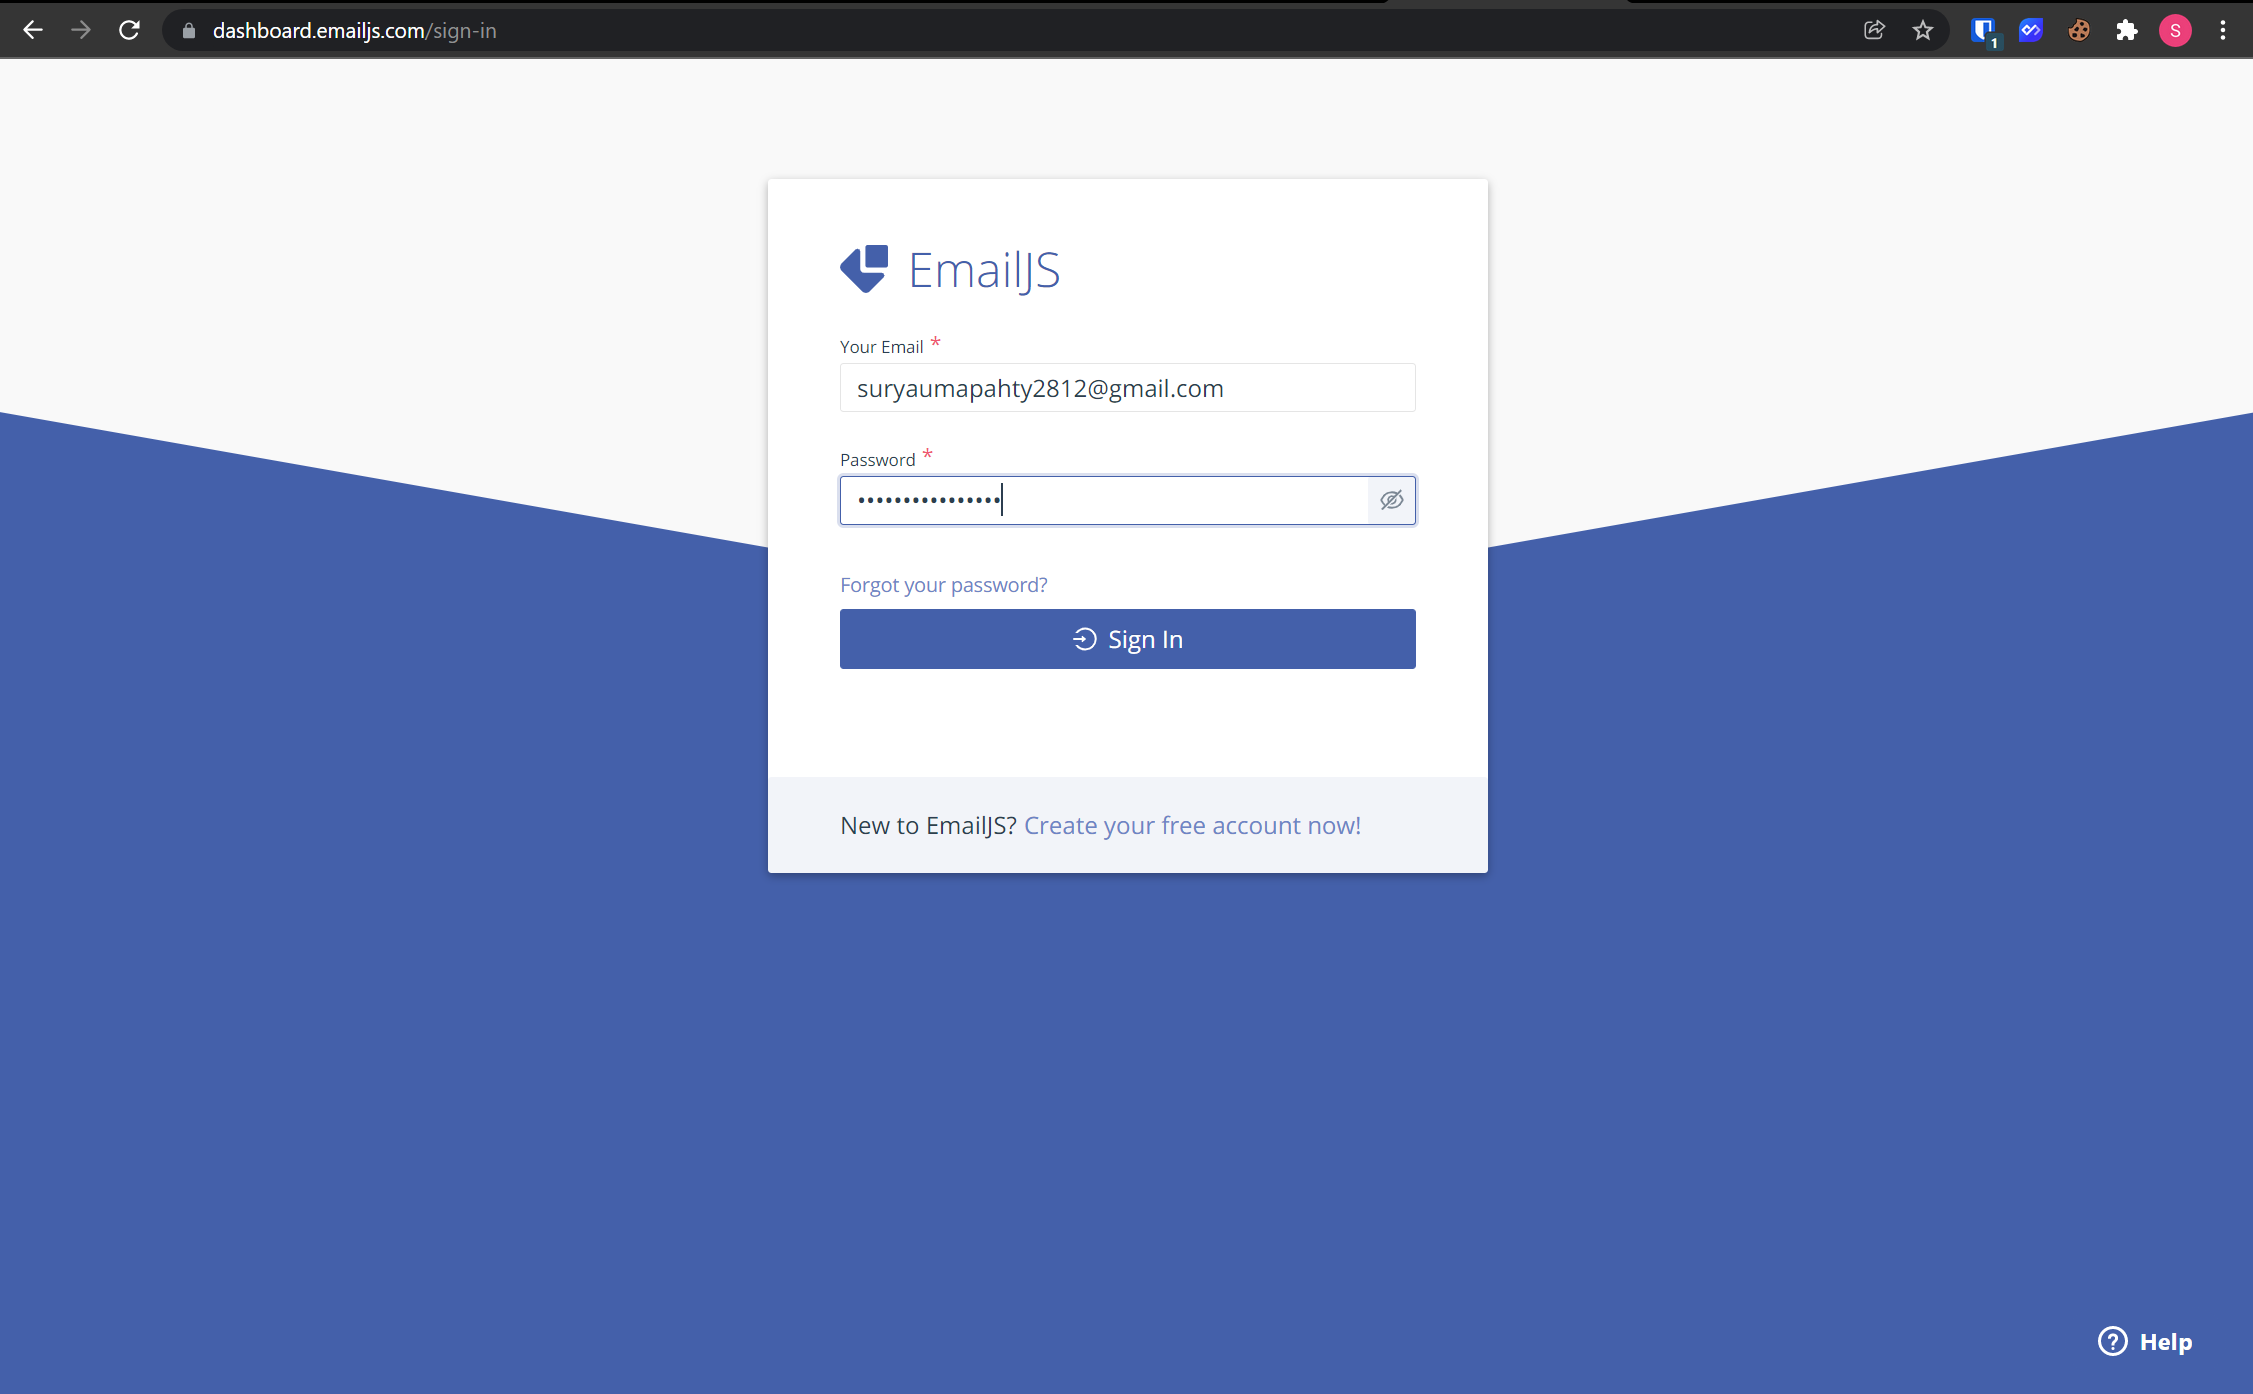 dashboard.emailjs.com/sign-in
1
S
EmailJS
Your Email *
suryaumapahty2812@gmail.com
Password *
••••••••••••••••
Forgot your password?
Sign In
New to EmailJS? Create your free account now!
? Help